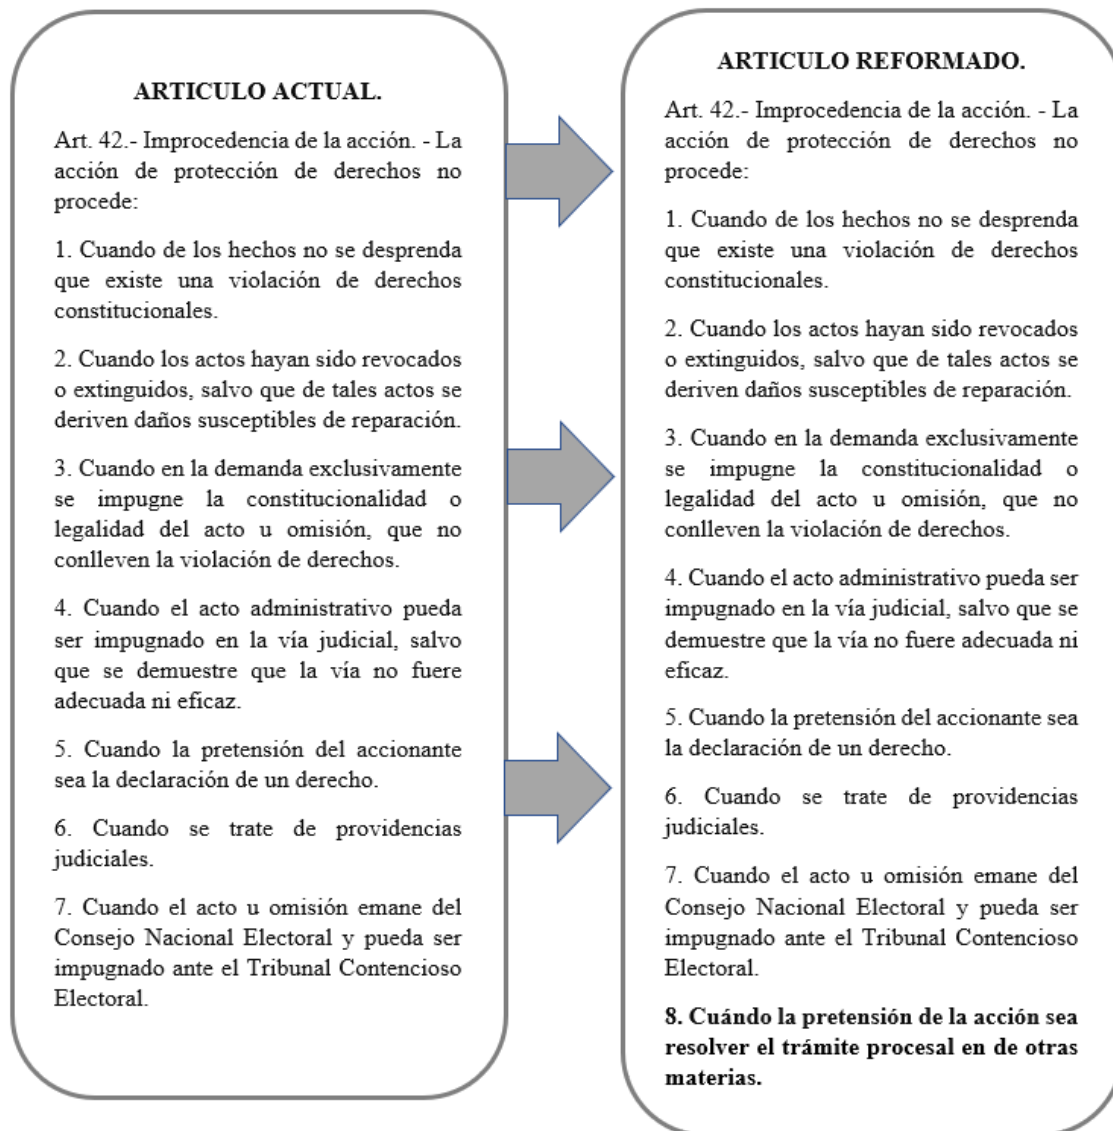 ARTICULO ACTUAL.
Art. 42.- Improcedencia de la acción. - La
acción de protección de derechos no
procede:
1. Cuando de los hechos no se desprenda
que existe una violación de derechos
constitucionales.
2. Cuando los actos hayan sido revocados
o extinguidos, salvo que de tales actos se
deriven daños susceptibles de reparación.
3. Cuando en la demanda exclusivamente
se impugne la constitucionalidad o
legalidad del acto u omisión, que no
conlleven la violación de derechos.
4. Cuando el acto administrativo pueda
ser impugnado en la vía judicial, salvo
que se demuestre que la vía no fuere
adecuada ni eficaz.
5. Cuando la pretensión del accionante
sea la declaración de un derecho.
6. Cuando se trate de providencias
judiciales.
7. Cuando el acto u omisión emane del
Consejo Nacional Electoral y pueda ser
impugnado ante el Tribunal Contencioso
Electoral.
ARTICULO REFORMADO.
Art. 42.- Improcedencia de la acción. - La
acción de protección de derechos no
procede:
1. Cuando de los hechos no se desprenda
que existe una violación de derechos
constitucionales.
2. Cuando los actos hayan sido revocados
o extinguidos, salvo que de tales actos se
deriven daños susceptibles de reparación.
3. Cuando en la demanda exclusivamente
se impugne la constitucionalidad o
legalidad del acto u omisión, que no
conlleven la violación de derechos.
4. Cuando el acto administrativo pueda ser
impugnado en la vía judicial, salvo que se
demuestre que la vía no fuere adecuada ni
eficaz.
5. Cuando la pretensión del accionante sea
la declaración de un derecho.
6. Cuando se trate de providencias
judiciales.
7. Cuando el acto u omisión emane del
Consejo Nacional Electoral y pueda ser
impugnado ante el Tribunal Contencioso
Electoral.
8. Cuándo la pretensión de la acción sea
resolver el trámite procesal en de otras
materias.